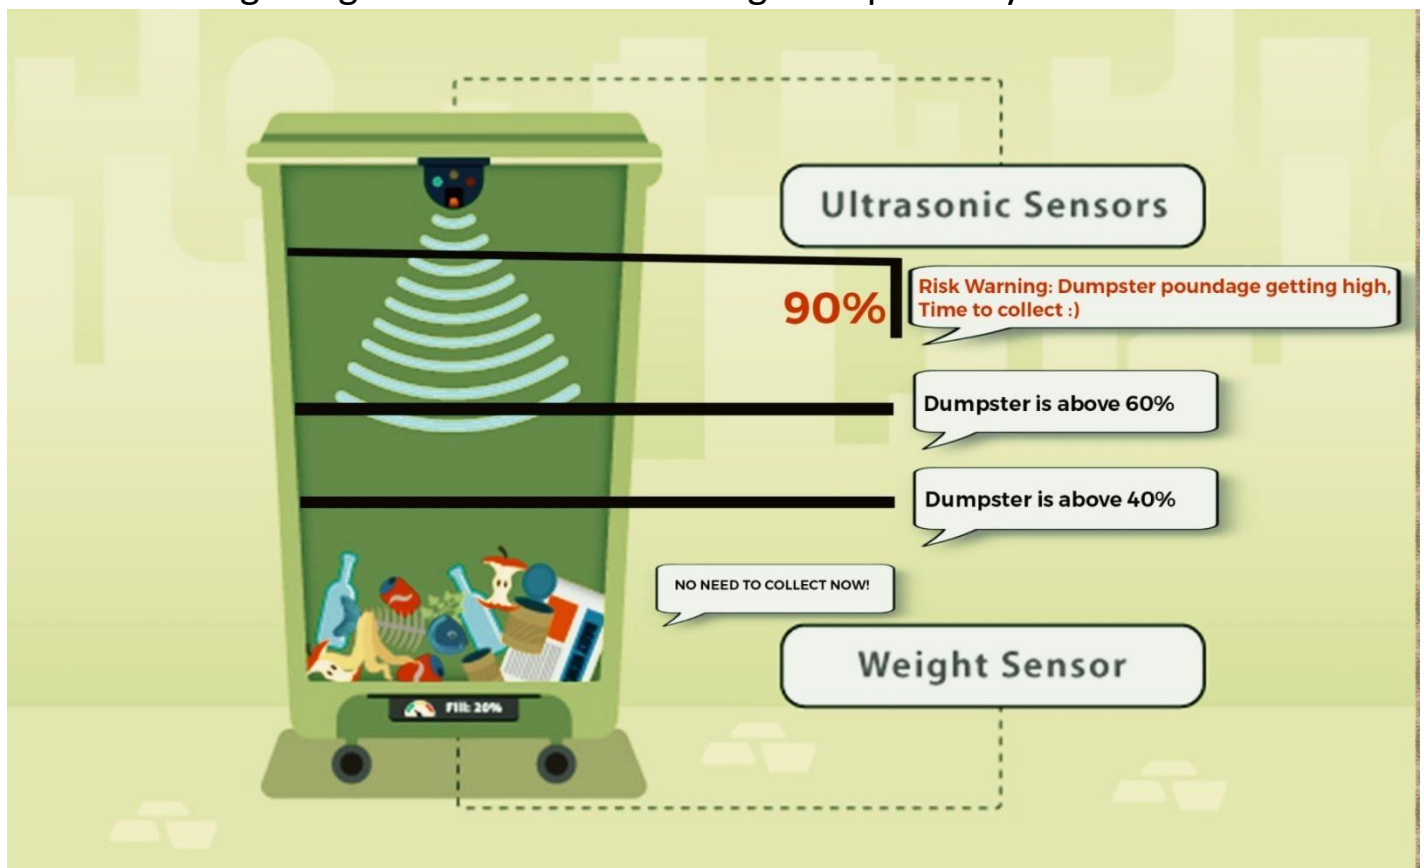 Ultrasonic Sensors
90%
Risk Warning: Dumpster poundage getting high,
Time to collect :)
Dumpster is above 60%
Dumpster is above 40%
NO NEED TO COLLECT NOW!
Weight Sensor
Fill: 20%